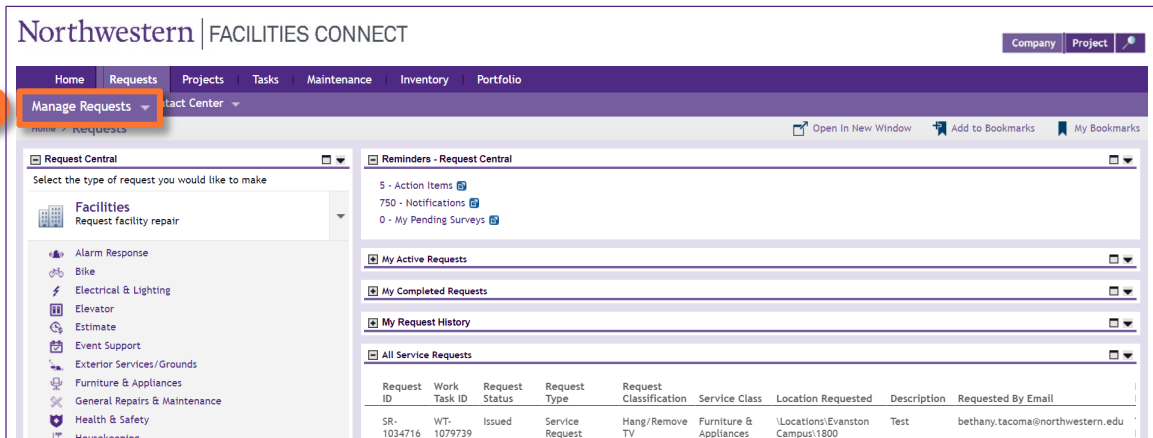 Northwestern | FACILITIES CONNECT
Company Project
Home Requests Projects Tasks Maintenance Inventory Portfolio
Manage Requests tact Center
Home > Requests Open In New Window Add to Bookmarks My Bookmarks
Request Central
Select the type of request you would like to make
Facilities
Request facility repair
Alarm Response
Bike
Electrical & Lighting
Elevator
Estimate
Event Support
Exterior Services/Grounds
Furniture & Appliances
General Repairs & Maintenance
Health & Safety
Housekeeping
Reminders - Request Central
5 - Action Items
750 - Notifications
0 - My Pending Surveys
My Active Requests
My Completed Requests
My Request History
All Service Requests
Request Work Request Request Request
ID Task ID Status Type Classification Service Class Location Requested Description Requested By Email
SR- WT- Issued Service Hang/Remove Furniture & \Locations\Evanston Test bethany.tacoma@northwestern.edu
1034716 1079739 Request TV Appliances Campus\1800